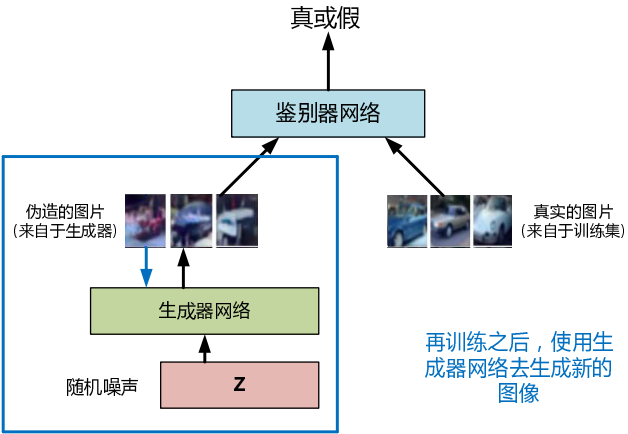 真或假
鉴别器网络
伪造的图片
(来自于生成器)
真实的图片
(来自于训练集)
生成器网络
随机噪声
z
再训练之后，使用生
成器网络去生成新的
图像